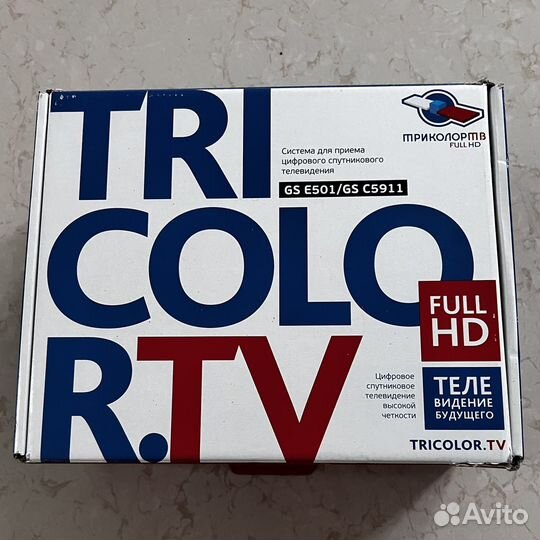 TRI
COLO
R.TV
Система для приема
цифрового спутникового
телевидения
GS E501/GS C5911
ТРИКОЛОРТВ
FULL HD
FULL
HD
Цифровое
спутниковое
телевидение
высокой
четкости
ТЕЛЕ
ВИДЕНИЕ
БУДУЩЕГО
TRICOLOR.TV
Avito